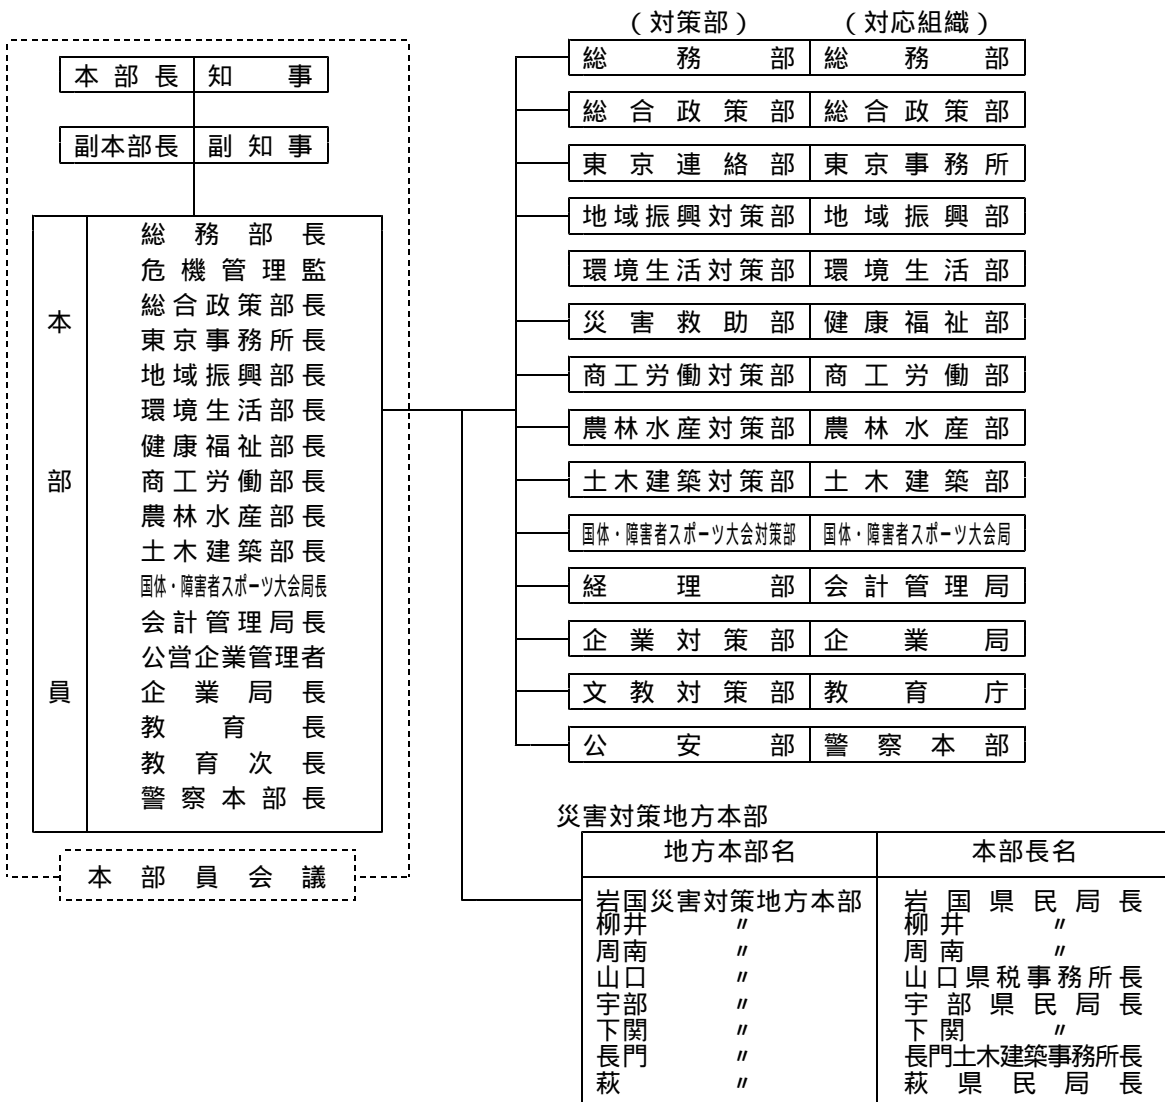 本部長 知事
副本部長 副知事
本部員
総務部長
危機管理監
総合政策部長
東京事務所長
地域振興部長
環境生活部長
健康福祉部長
商工労働部長
農林水産部長
土木建築部長
国体・障害者スポーツ大会局長
会計管理局長
公営企業管理者
企業局長
教育長
教育次長
警察本部長
本部員会議
(対策部) (対応組織)
総務部 総務部
総合政策部 総合政策部
東京連絡部 東京事務所
地域振興対策部 地域振興部
環境生活対策部 環境生活部
災害救助部 健康福祉部
商工労働対策部 商工労働部
農林水産対策部 農林水産部
土木建築対策部 土木建築部
国体・障害者スポーツ大会対策部 国体・障害者スポーツ大会局
経理部 会計管理局
企業対策部 企業局
文教対策部 教育庁
公安部 警察本部
災害対策地方本部
地方本部名 本部長名
岩国災害対策地方本部 岩国県民局長
柳井 〃 柳井 〃
周南 〃 周南 〃
山口 〃 山口県税事務所長
宇部 〃 宇部県民局長
下関 〃 下関 〃
長門 〃 長門土木建築事務所長
萩 〃 萩県民局長